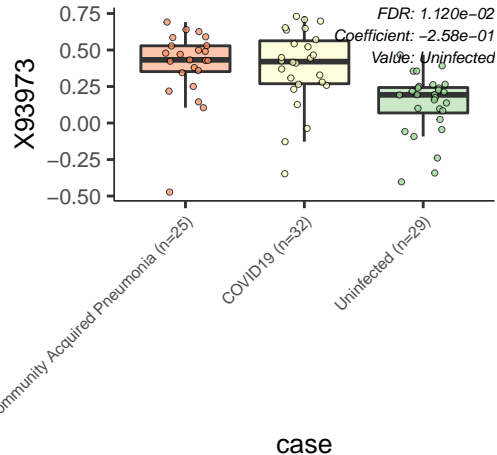 FDR: 1.120e−02
Coefficient: −2.58e−01
Value: Uninfected
X93973
0.75
0.50
0.25
0.00
−0.25
−0.50
Acquired Pneumonia (n=25)
COVID19 (n=32)
Uninfected (n=29)
case